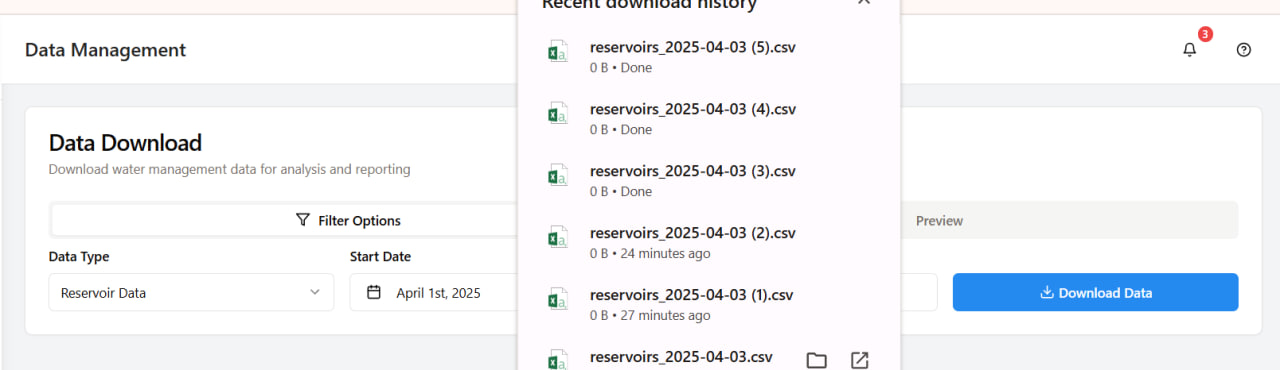 Recent download history
Data Management
3
reservoirs_2025-04-03 (5).csv
0 B • Done
reservoirs_2025-04-03 (4).csv
0 B • Done
reservoirs_2025-04-03 (3).csv
0 B • Done
reservoirs_2025-04-03 (2).csv
0 B • 24 minutes ago
reservoirs_2025-04-03 (1).csv
0 B • 27 minutes ago
reservoirs_2025-04-03.csv
Data Download
Download water management data for analysis and reporting
Filter Options
Preview
Data Type
Start Date
Reservoir Data
April 1st, 2025
Download Data